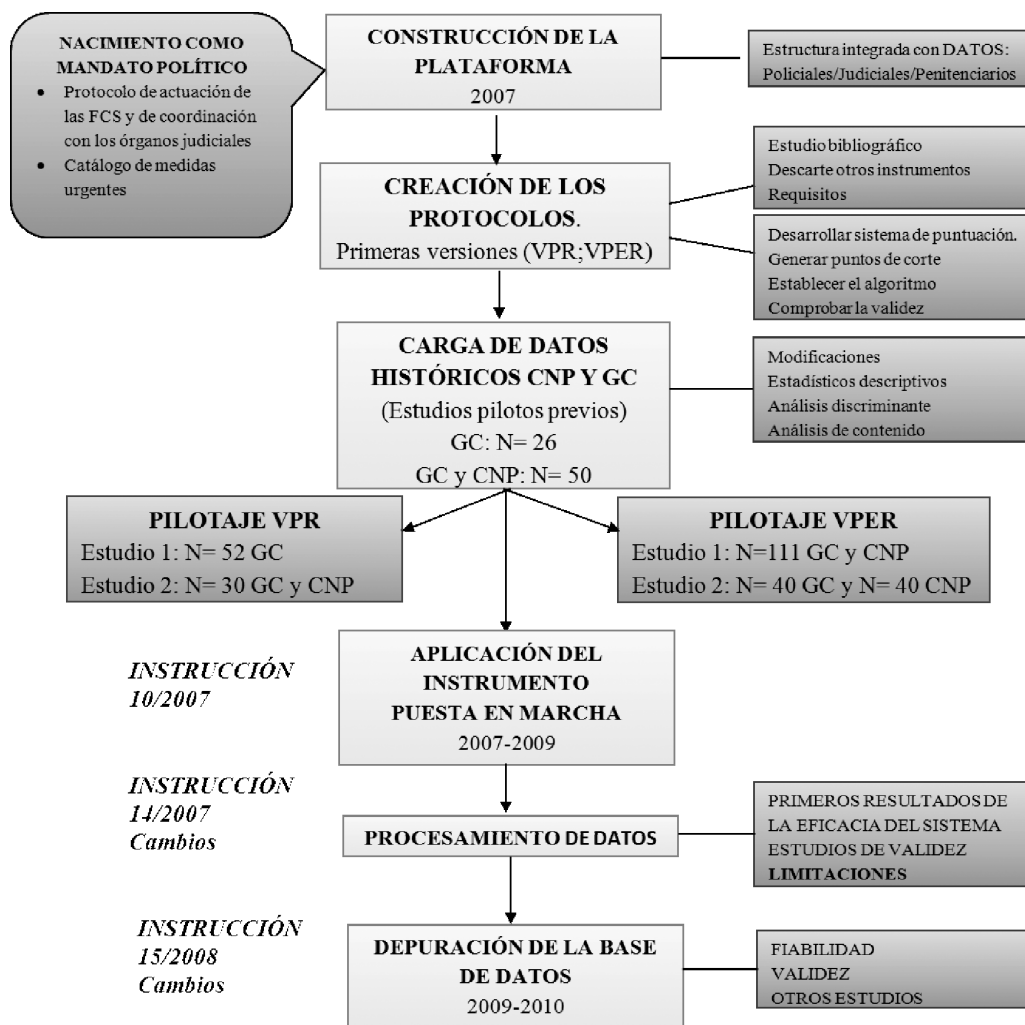 NACIMIENTO COMO
MANDATO POLÍTICO
• Protocolo de actuación de
las FCS y de coordinación
con los órganos judiciales
• Catálogo de medidas
urgentes
CONSTRUCCIÓN DE LA
PLATAFORMA
2007
Estructura integrada con DATOS:
Policiales/Judiciales/Penitenciarios
CREACIÓN DE LOS
PROTOCOLOS.
Primeras versiones (VPR;VPER)
Estudio bibliográfico
Descarte otros instrumentos
Requisitos
Desarrollar sistema de puntuación.
Generar puntos de corte
Establecer el algoritmo
Comprobar la validez
CARGA DE DATOS
HISTÓRICOS CNP Y GC
(Estudios pilotos previos)
GC: N= 26
GC y CNP: N= 50
Modificaciones
Estadísticos descriptivos
Análisis discriminante
Análisis de contenido
PILOTAJE VPR
Estudio 1: N= 52 GC
Estudio 2: N= 30 GC y CNP
PILOTAJE VPER
Estudio 1: N=111 GC y CNP
Estudio 2: N= 40 GC y N= 40 CNP
INSTRUCCIÓN
10/2007
APLICACIÓN DEL
INSTRUMENTO
PUESTA EN MARCHA
2007-2009
INSTRUCCIÓN
14/2007
Cambios
PROCESAMIENTO DE DATOS
PRIMEROS RESULTADOS DE
LA EFICACIA DEL SISTEMA
ESTUDIOS DE VALIDEZ
LIMITACIONES
INSTRUCCIÓN
15/2008
Cambios
DEPURACIÓN DE LA BASE
DE DATOS
2009-2010
FIABILIDAD
VALIDEZ
OTROS ESTUDIOS